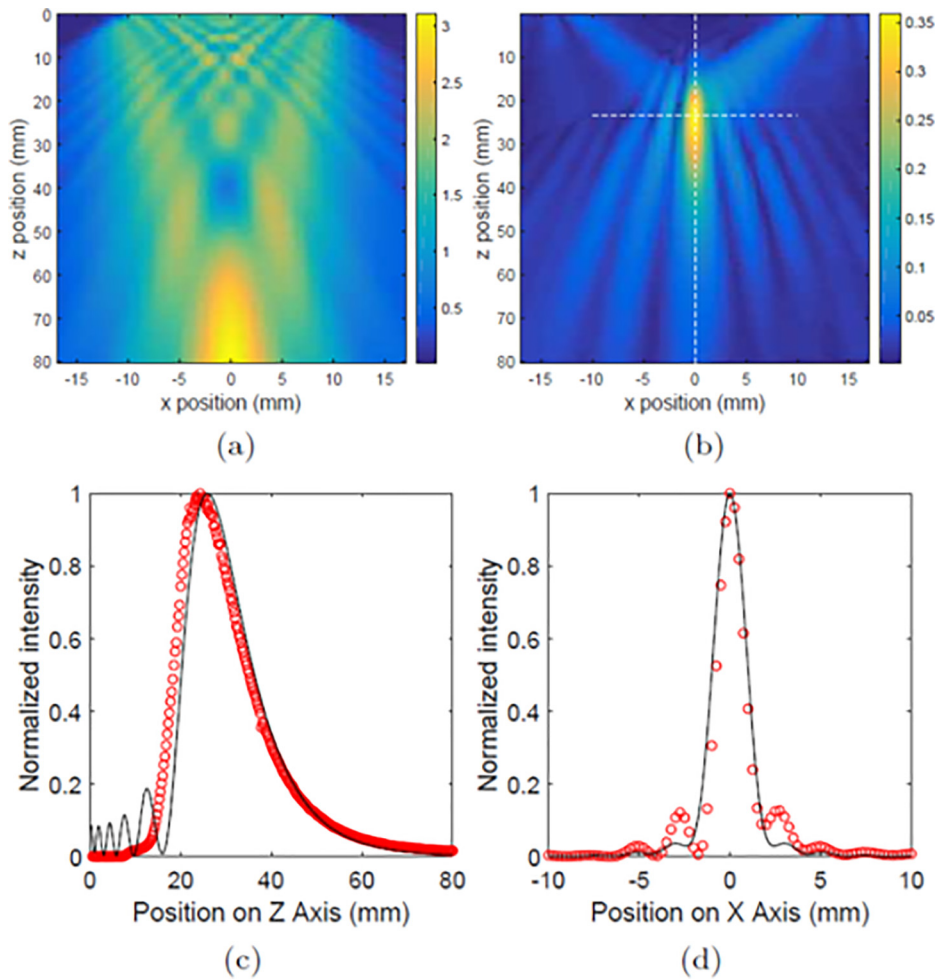 0
10
20
30
40
50
60
70
80
z position (mm)
-15 -10 -5 0 5 10 15
x position (mm)
3
2.5
2
1.5
1
0.5
(a)
0
10
20
30
40
50
60
70
80
z position (mm)
-15 -10 -5 0 5 10 15
x position (mm)
0.35
0.3
0.25
0.2
0.15
0.1
0.05
(b)
1
0.8
0.6
0.4
0.2
0
Normalized intensity
0 20 40 60 80
Position on Z Axis (mm)
(c)
1
0.8
0.6
0.4
0.2
0
Normalized intensity
-10 -5 0 5 10
Position on X Axis (mm)
(d)